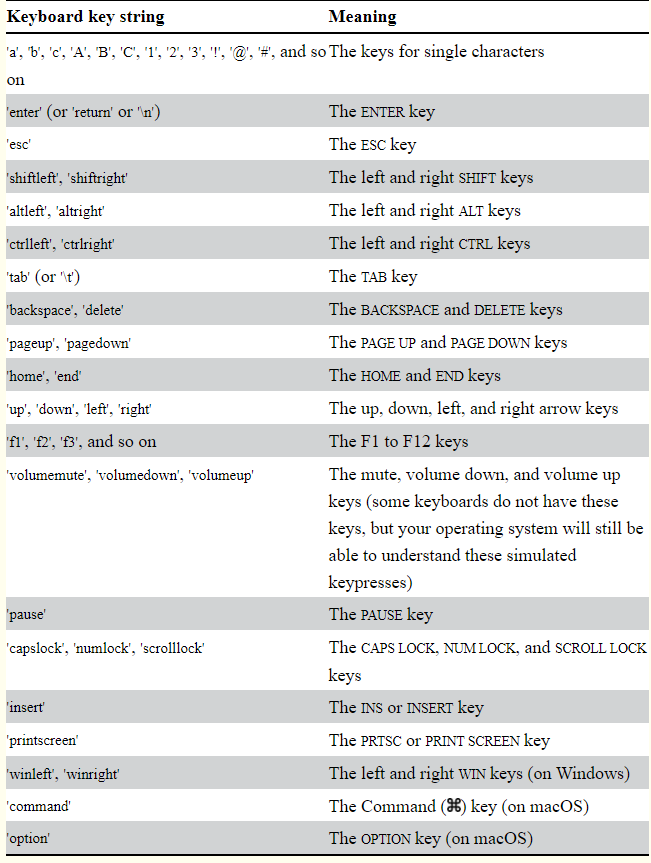 Keyboard key string Meaning
'a', 'b', 'c', 'A', 'B', 'C', '1', '2', '3', '!', '@', '#', and so The keys for single characters
on
'enter' (or 'return' or '\n') The ENTER key
'esc' The ESC key
'shiftleft', 'shiftright' The left and right SHIFT keys
'altleft', 'altright' The left and right ALT keys
'ctrlleft', 'ctrlright' The left and right CTRL keys
'tab' (or '\t') The TAB key
'backspace', 'delete' The BACKSPACE and DELETE keys
'pageup', 'pagedown' The PAGE UP and PAGE DOWN keys
'home', 'end' The HOME and END keys
'up', 'down', 'left', 'right' The up, down, left, and right arrow keys
'f1', 'f2', 'f3', and so on The F1 to F12 keys
'volumemute', 'volumedown', 'volumeup' The mute, volume down, and volume up
keys (some keyboards do not have these
keys, but your operating system will still be
able to understand these simulated
keypresses)
'pause' The PAUSE key
'capslock', 'numlock', 'scrolllock' The CAPS LOCK, NUM LOCK, and SCROLL LOCK
keys
'insert' The INS or INSERT key
'printscreen' The PRTSC or PRINT SCREEN key
'winleft', 'winright' The left and right WIN keys (on Windows)
'command' The Command (⌘) key (on macOS)
'option' The OPTION key (on macOS)